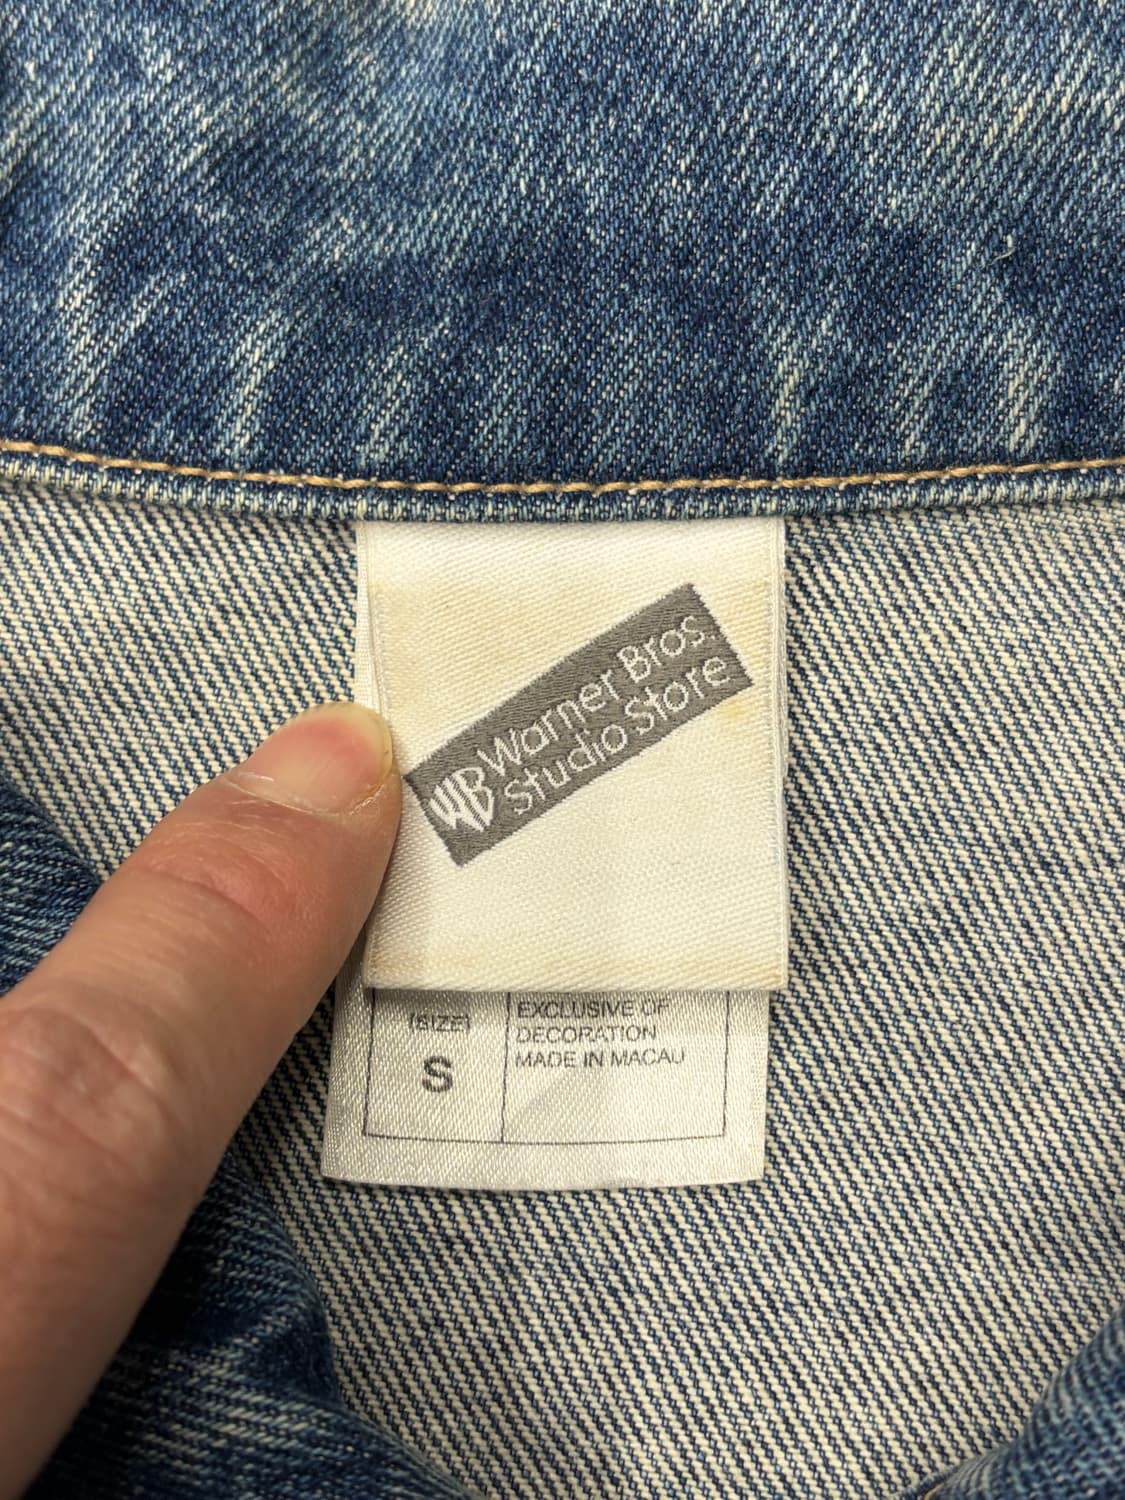 WB Warner Bros.
Studio Store
(SIZE)
S
EXCLUSIVE OF
DECORATION
MADE IN MACAU